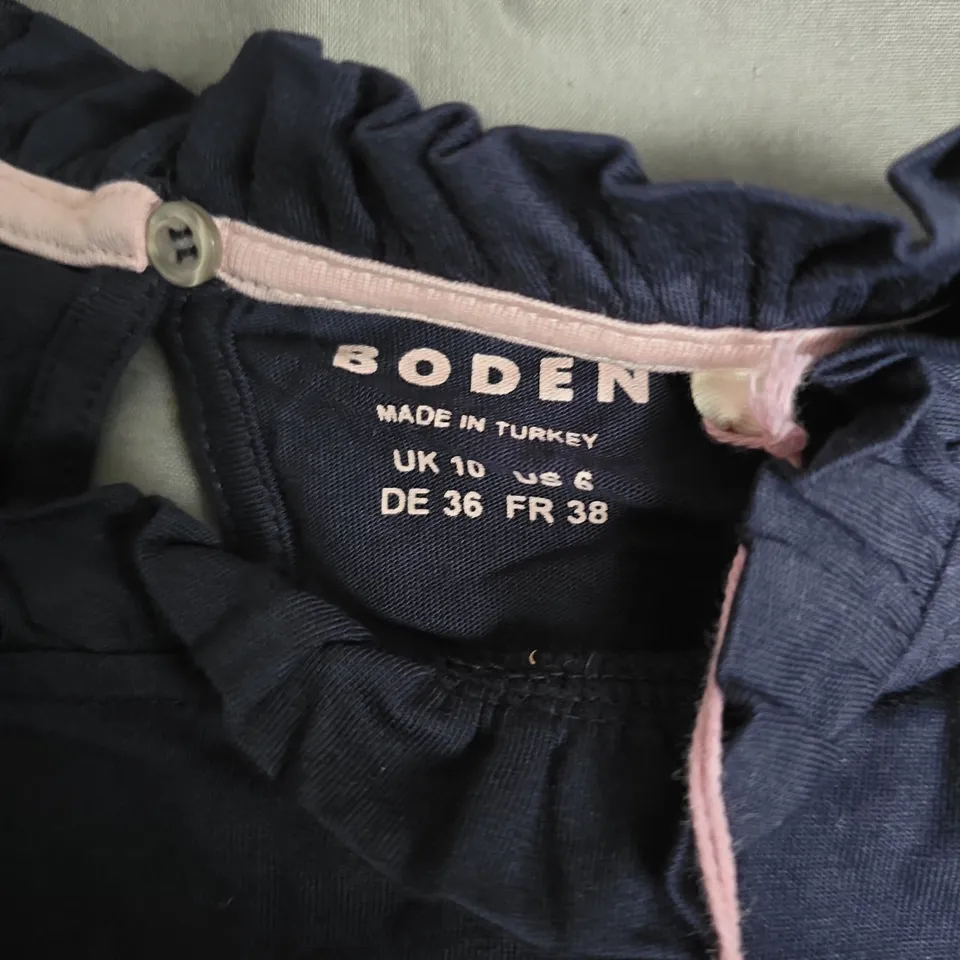 BODEN
MADE IN TURKEY
UK 10 US 6
DE 36 FR 38